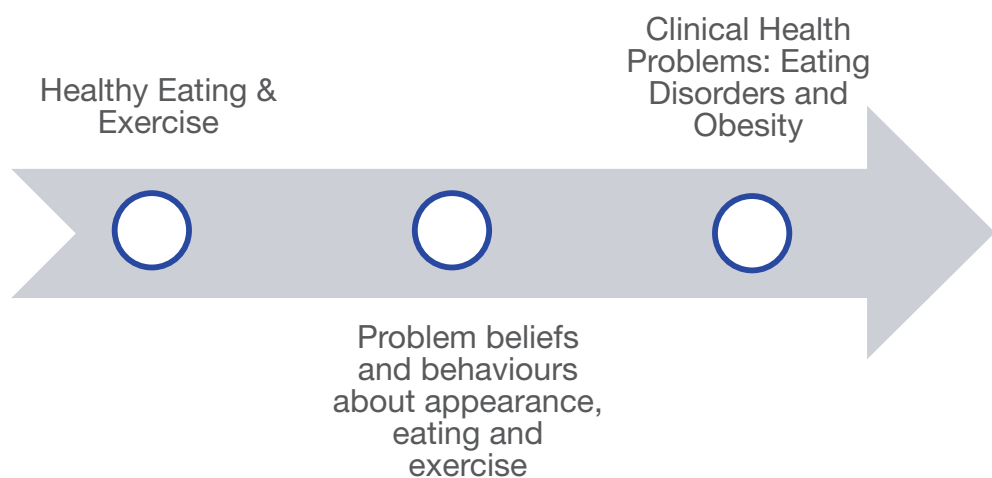 Healthy Eating &
Exercise
Problem beliefs
and behaviours
about appearance,
eating and
exercise
Clinical Health
Problems: Eating
Disorders and
Obesity